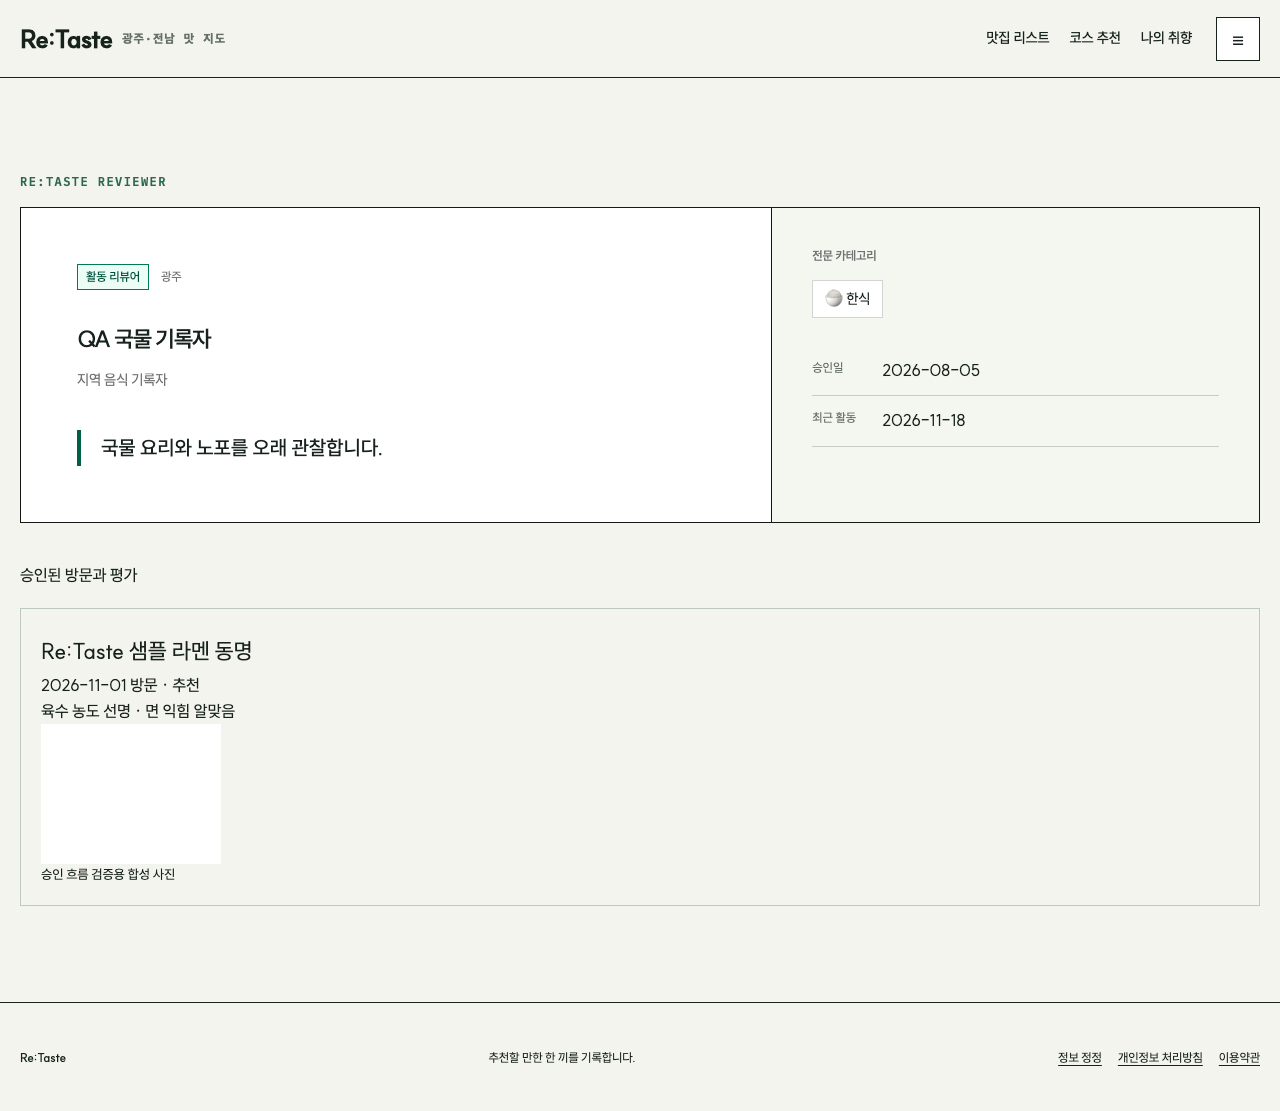 Re:Taste 광주·전남 맛 지도
맛집 리스트 코스 추천 나의 취향 ≡
RE:TASTE REVIEWER
활동 리뷰어 광주
QA 국물 기록자
지역 음식 기록자
국물 요리와 노포를 오래 관찰합니다.
전문 카테고리
한식
승인일 2026-08-05
최근 활동 2026-11-18
승인된 방문과 평가
Re:Taste 샘플 라멘 동명
2026-11-01 방문 · 추천
육수 농도 선명 · 면 익힘 알맞음
승인 흐름 검증용 합성 사진
Re:Taste
추천할 만한 한 끼를 기록합니다.
정보 정정 개인정보 처리방침 이용약관